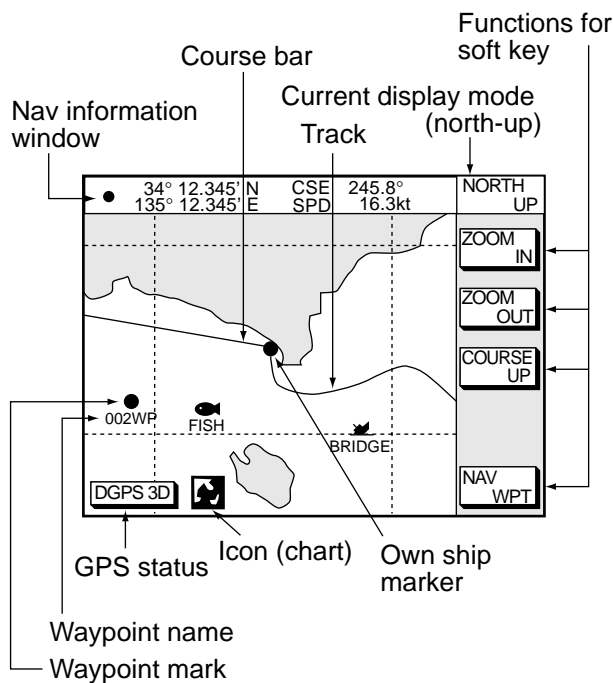 Functions for
soft key
Course bar
Current display mode
(north-up)
Nav information
window
Track
34° 12.345’ N CSE 245.8°
135° 12.345’ E SPD 16.3kt
NORTH
UP
ZOOM
IN
ZOOM
OUT
COURSE
UP
002WP
FISH
BRIDGE
NAV
WPT
DGPS 3D
GPS status
Icon (chart)
Own ship
marker
Waypoint name
Waypoint mark